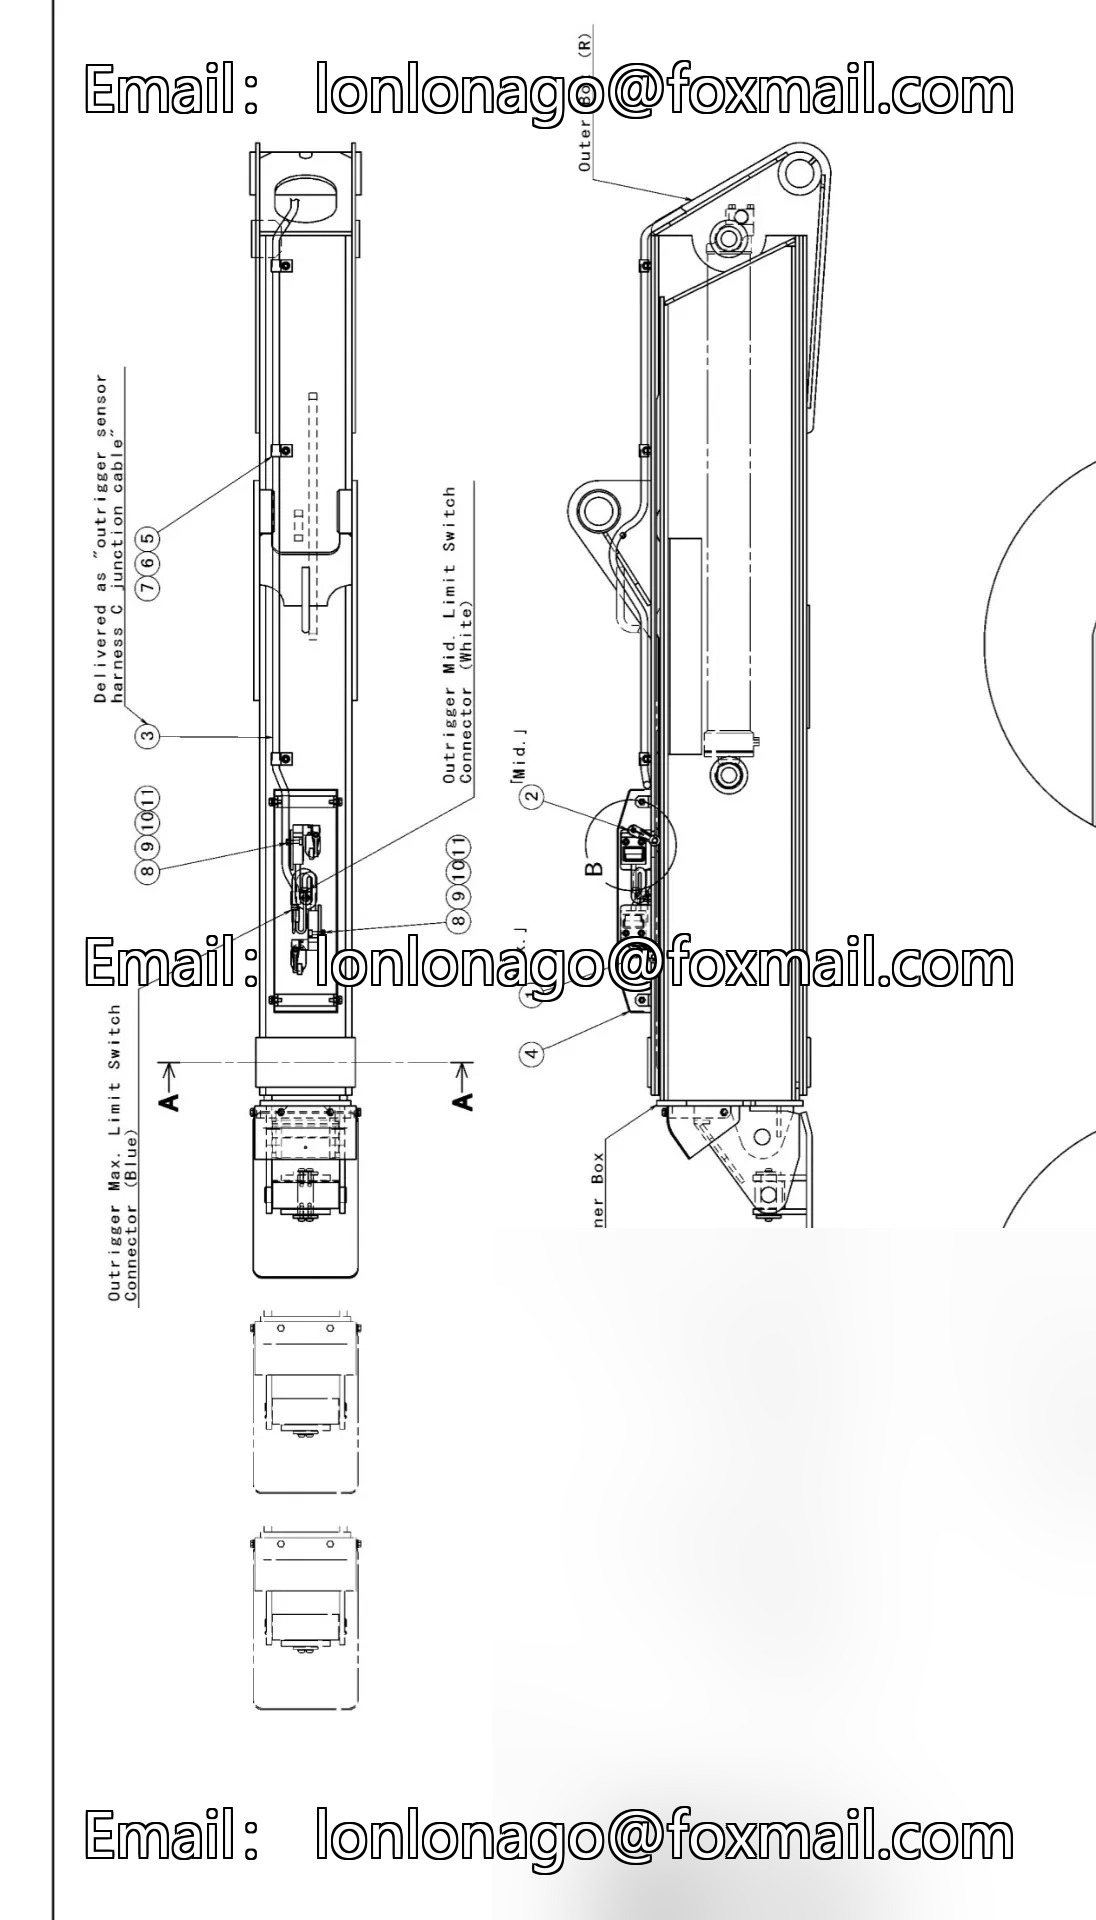 Email： lonlonago@foxmail.com
Outer Box (R)
Delivered as "outrigger sensor
harness C junction cable"
5
6
7
3
11
10
9
8
Outrigger Mid. Limit Switch
Connector (White)
11
10
9
8
「Mid.」
2
B
Email： lonlonago@foxmail.com
x.」
1
4
A
A
Outrigger Max. Limit Switch
Connector (Blue)
ner Box
Email： lonlonago@foxmail.com